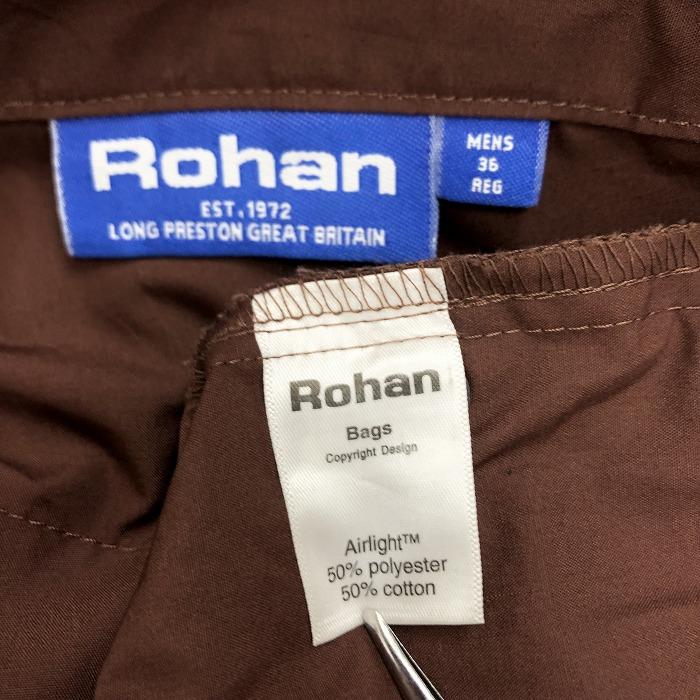 Rohan
EST. 1972
LONG PRESTON GREAT BRITAIN
MENS
36
REG
Rohan
Bags
Copyright Design
Airlight™
50% polyester
50% cotton